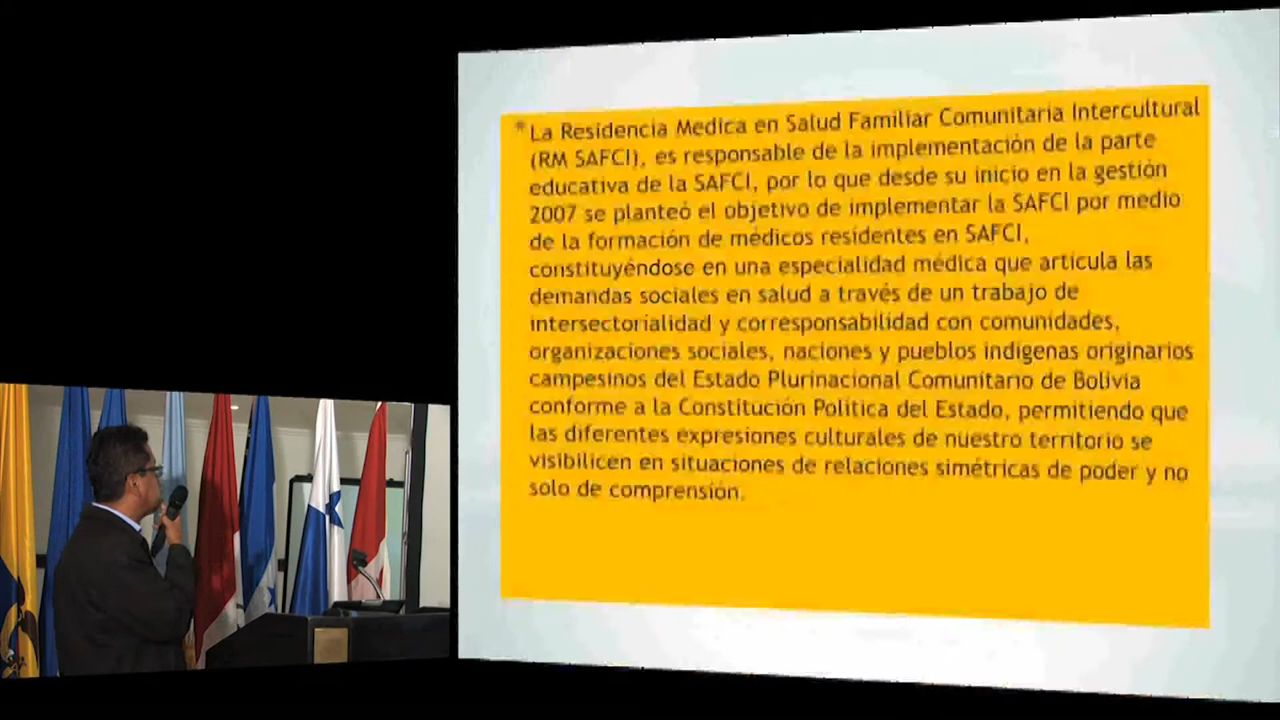 * La Residencia Medica en Salud Familiar Comunitaria Intercultural
(RM SAFCI), es responsable de la implementación de la parte
educativa de la SAFCI, por lo que desde su inicio en la gestión
2007 se planteó el objetivo de implementar la SAFCI por medio
de la formación de médicos residentes en SAFCI,
constituyéndose en una especialidad médica que articula las
demandas sociales en salud a través de un trabajo de
intersectorialidad y corresponsabilidad con comunidades,
organizaciones sociales, naciones y pueblos indígenas originarios
campesinos del Estado Plurinacional Comunitario de Bolivia
conforme a la Constitución Política del Estado, permitiendo que
las diferentes expresiones culturales de nuestro territorio se
visibilicen en situaciones de relaciones simétricas de poder y no
solo de comprensión.